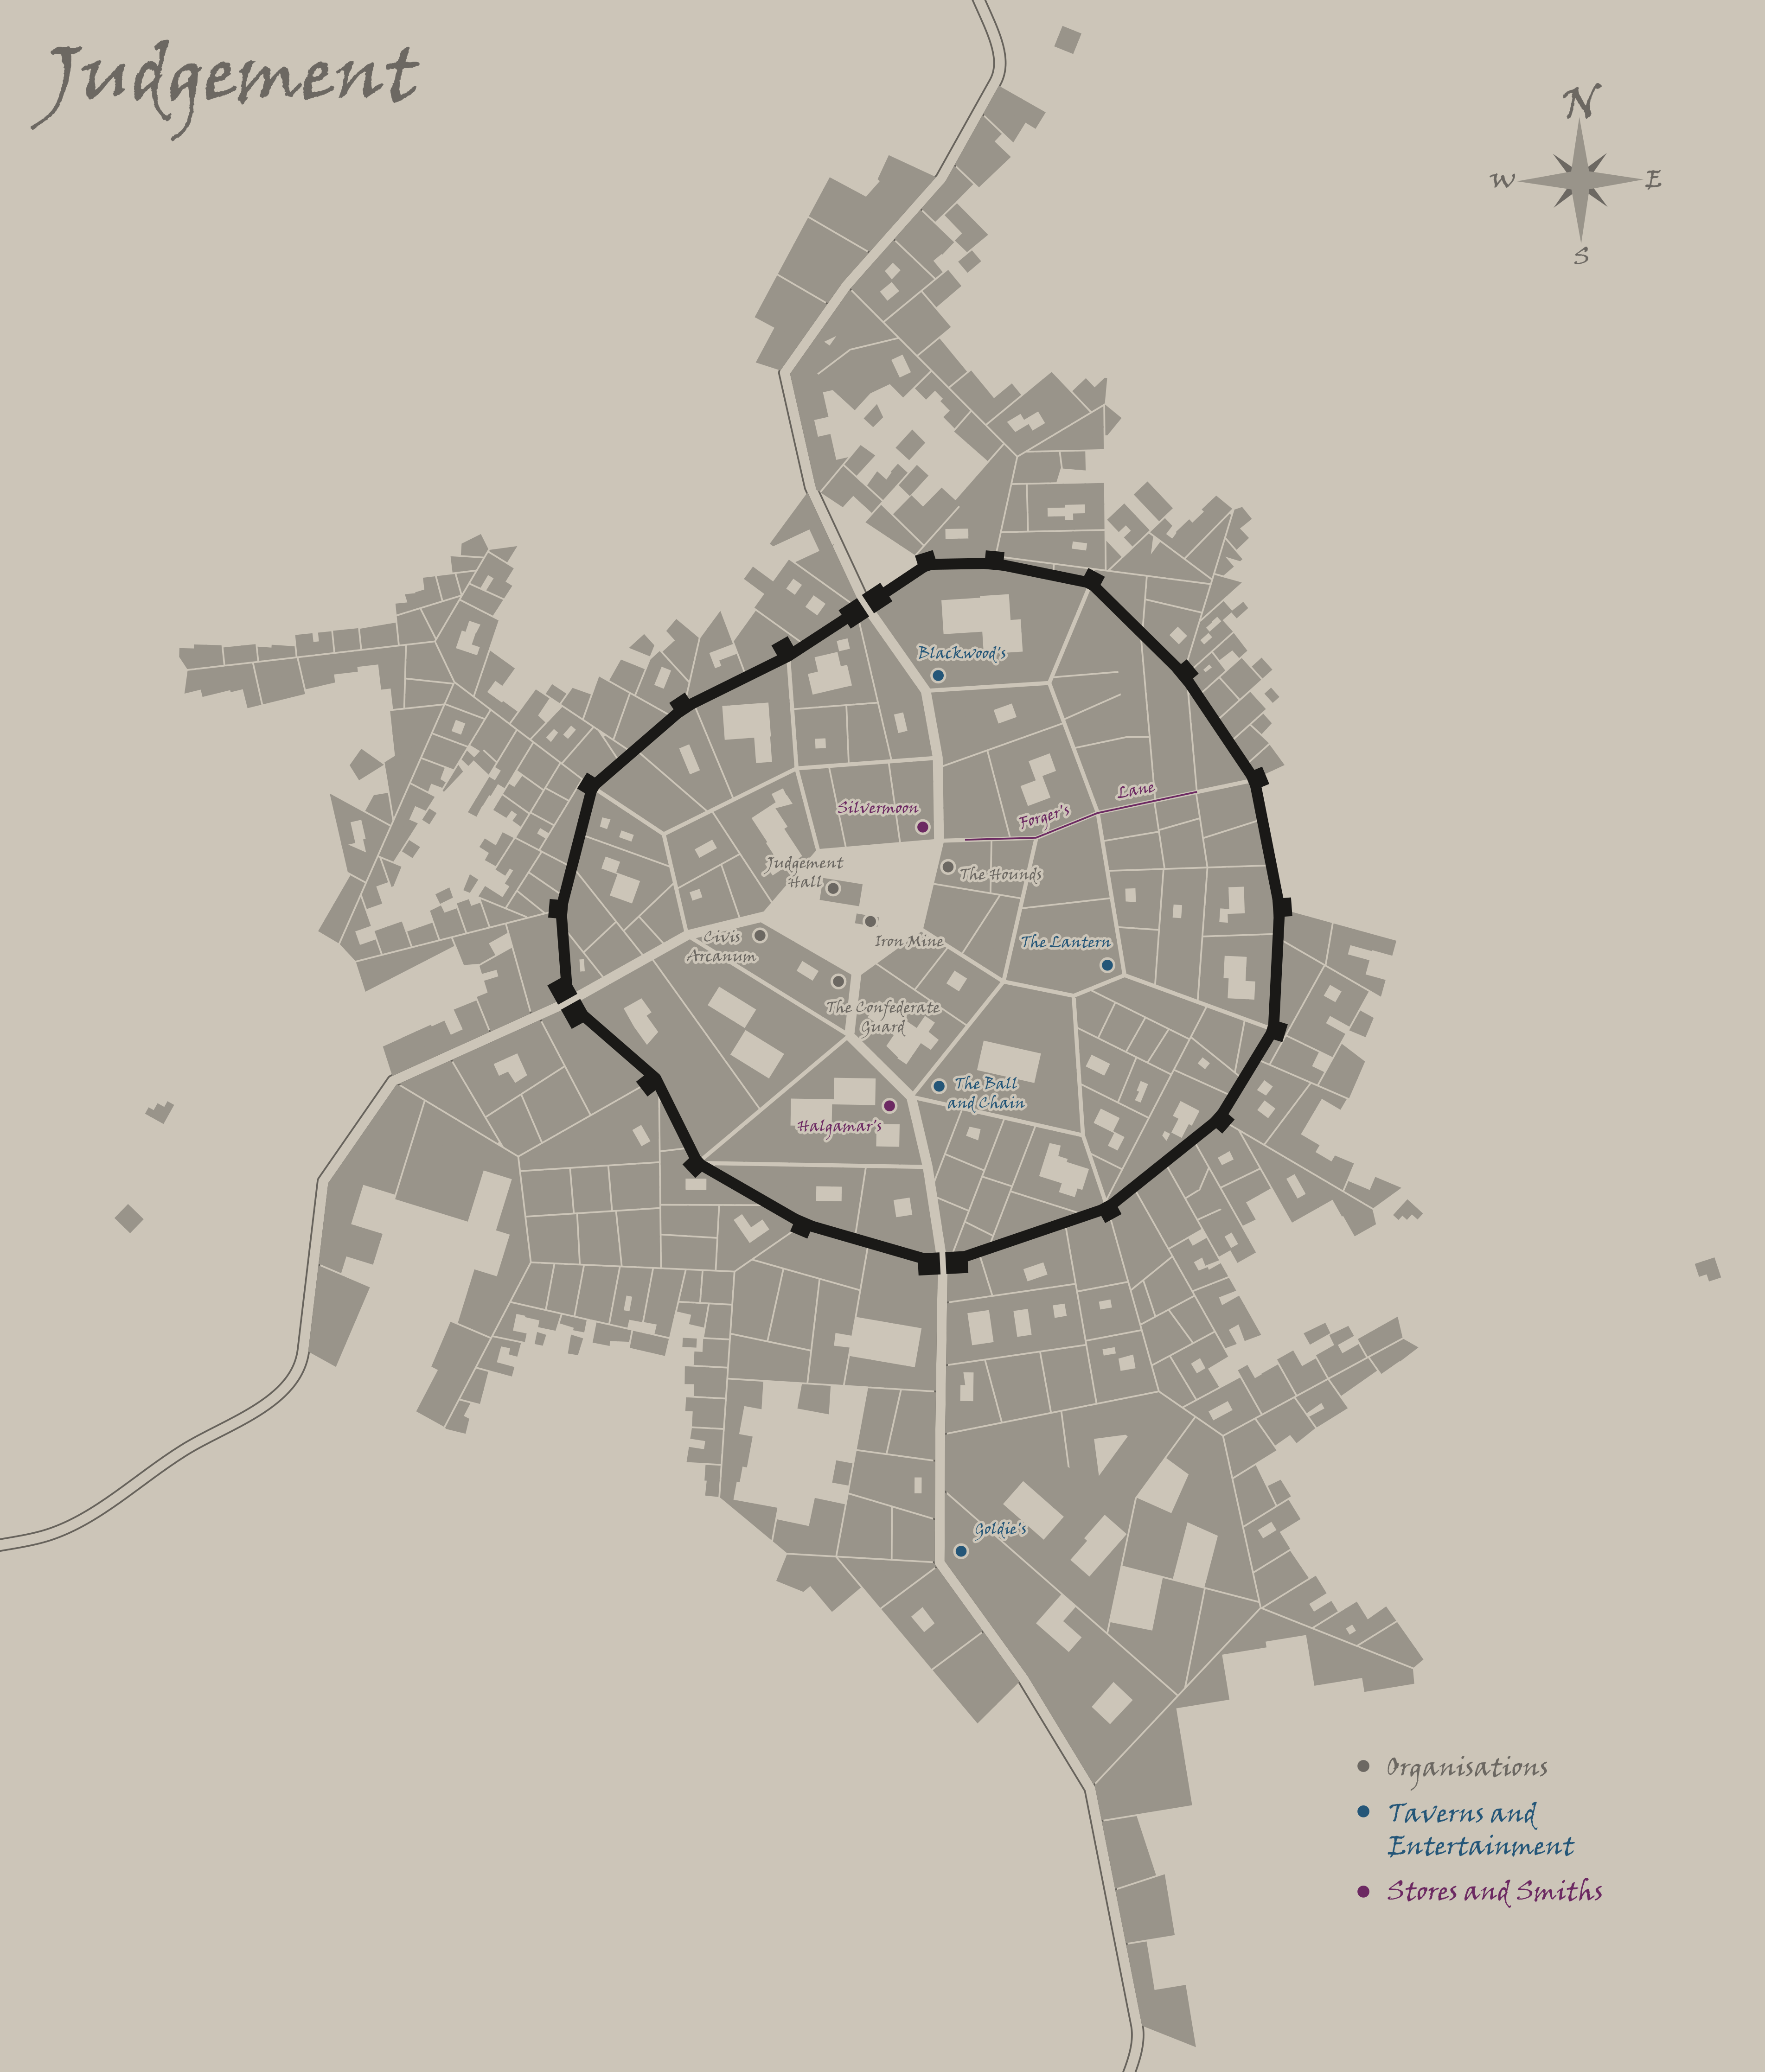 Judgement
N
W
E
S
Blackwood's
Silvermoon
Forger's
Lane
Judgement
Hall
The Hounds
Civis
Arcanum
Iron Mine
The Lantern
The Confederate
Guard
The Ball
and Chain
Halgamar's
Goldie's
Organisations
Taverns and
Entertainment
Stores and Smiths